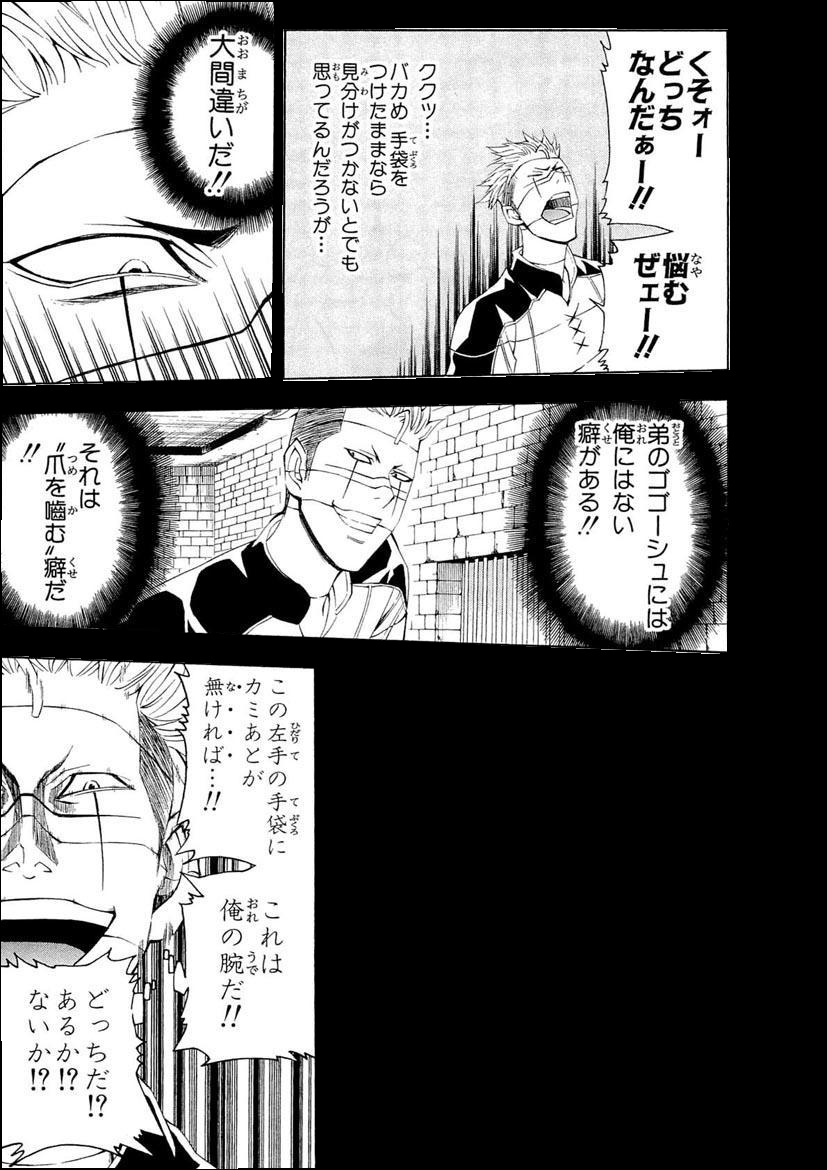 くそォー
どっち
なんだぁー!!
悩む
ぜェー!!
ククッ…
バカめ 手袋を
つけたままなら
見分けがつかないとでも
思ってるんだろうが…
大間違いだ!!
弟のゴゴーシュには
俺にはない
癖がある!!
それは
〝爪を嚙む〟癖だ
!!
この左手の手袋に
カミあとが
無ければ…!!
これは
俺の腕だ!!
どっちだ!?
あるか!?
ないか!?